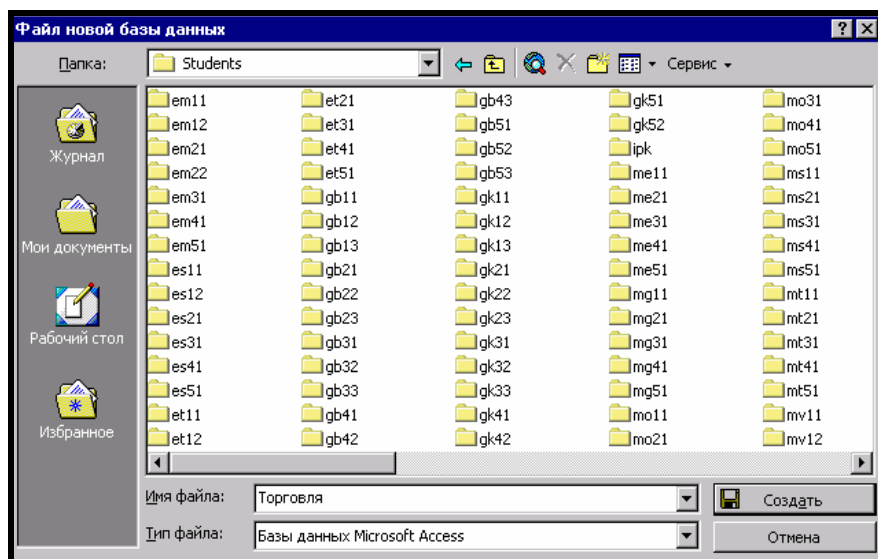 Файл новой базы данных
Папка: Students Сервис
em11 et21 gb43 gk51 mo31
em12 et31 gb51 gk52 mo41
em21 et41 gb52 ipk mo51
em22 et51 gb53 me11 ms11
em31 gb11 gk11 me21 ms21
em41 gb12 gk12 me31 ms31
em51 gb13 gk13 me41 ms41
es11 gb21 gk21 me51 ms51
es12 gb22 gk22 mg11 mt11
es21 gb23 gk23 mg21 mt21
es31 gb31 gk31 mg31 mt31
es41 gb32 gk32 mg41 mt41
es51 gb33 gk33 mg51 mt51
et11 gb41 gk41 mo11 mv11
et12 gb42 gk42 mo21 mv12
Журнал
Мои документы
Рабочий стол
Избранное
Имя файла: Торговля Создать
Тип файла: Базы данных Microsoft Access Отмена